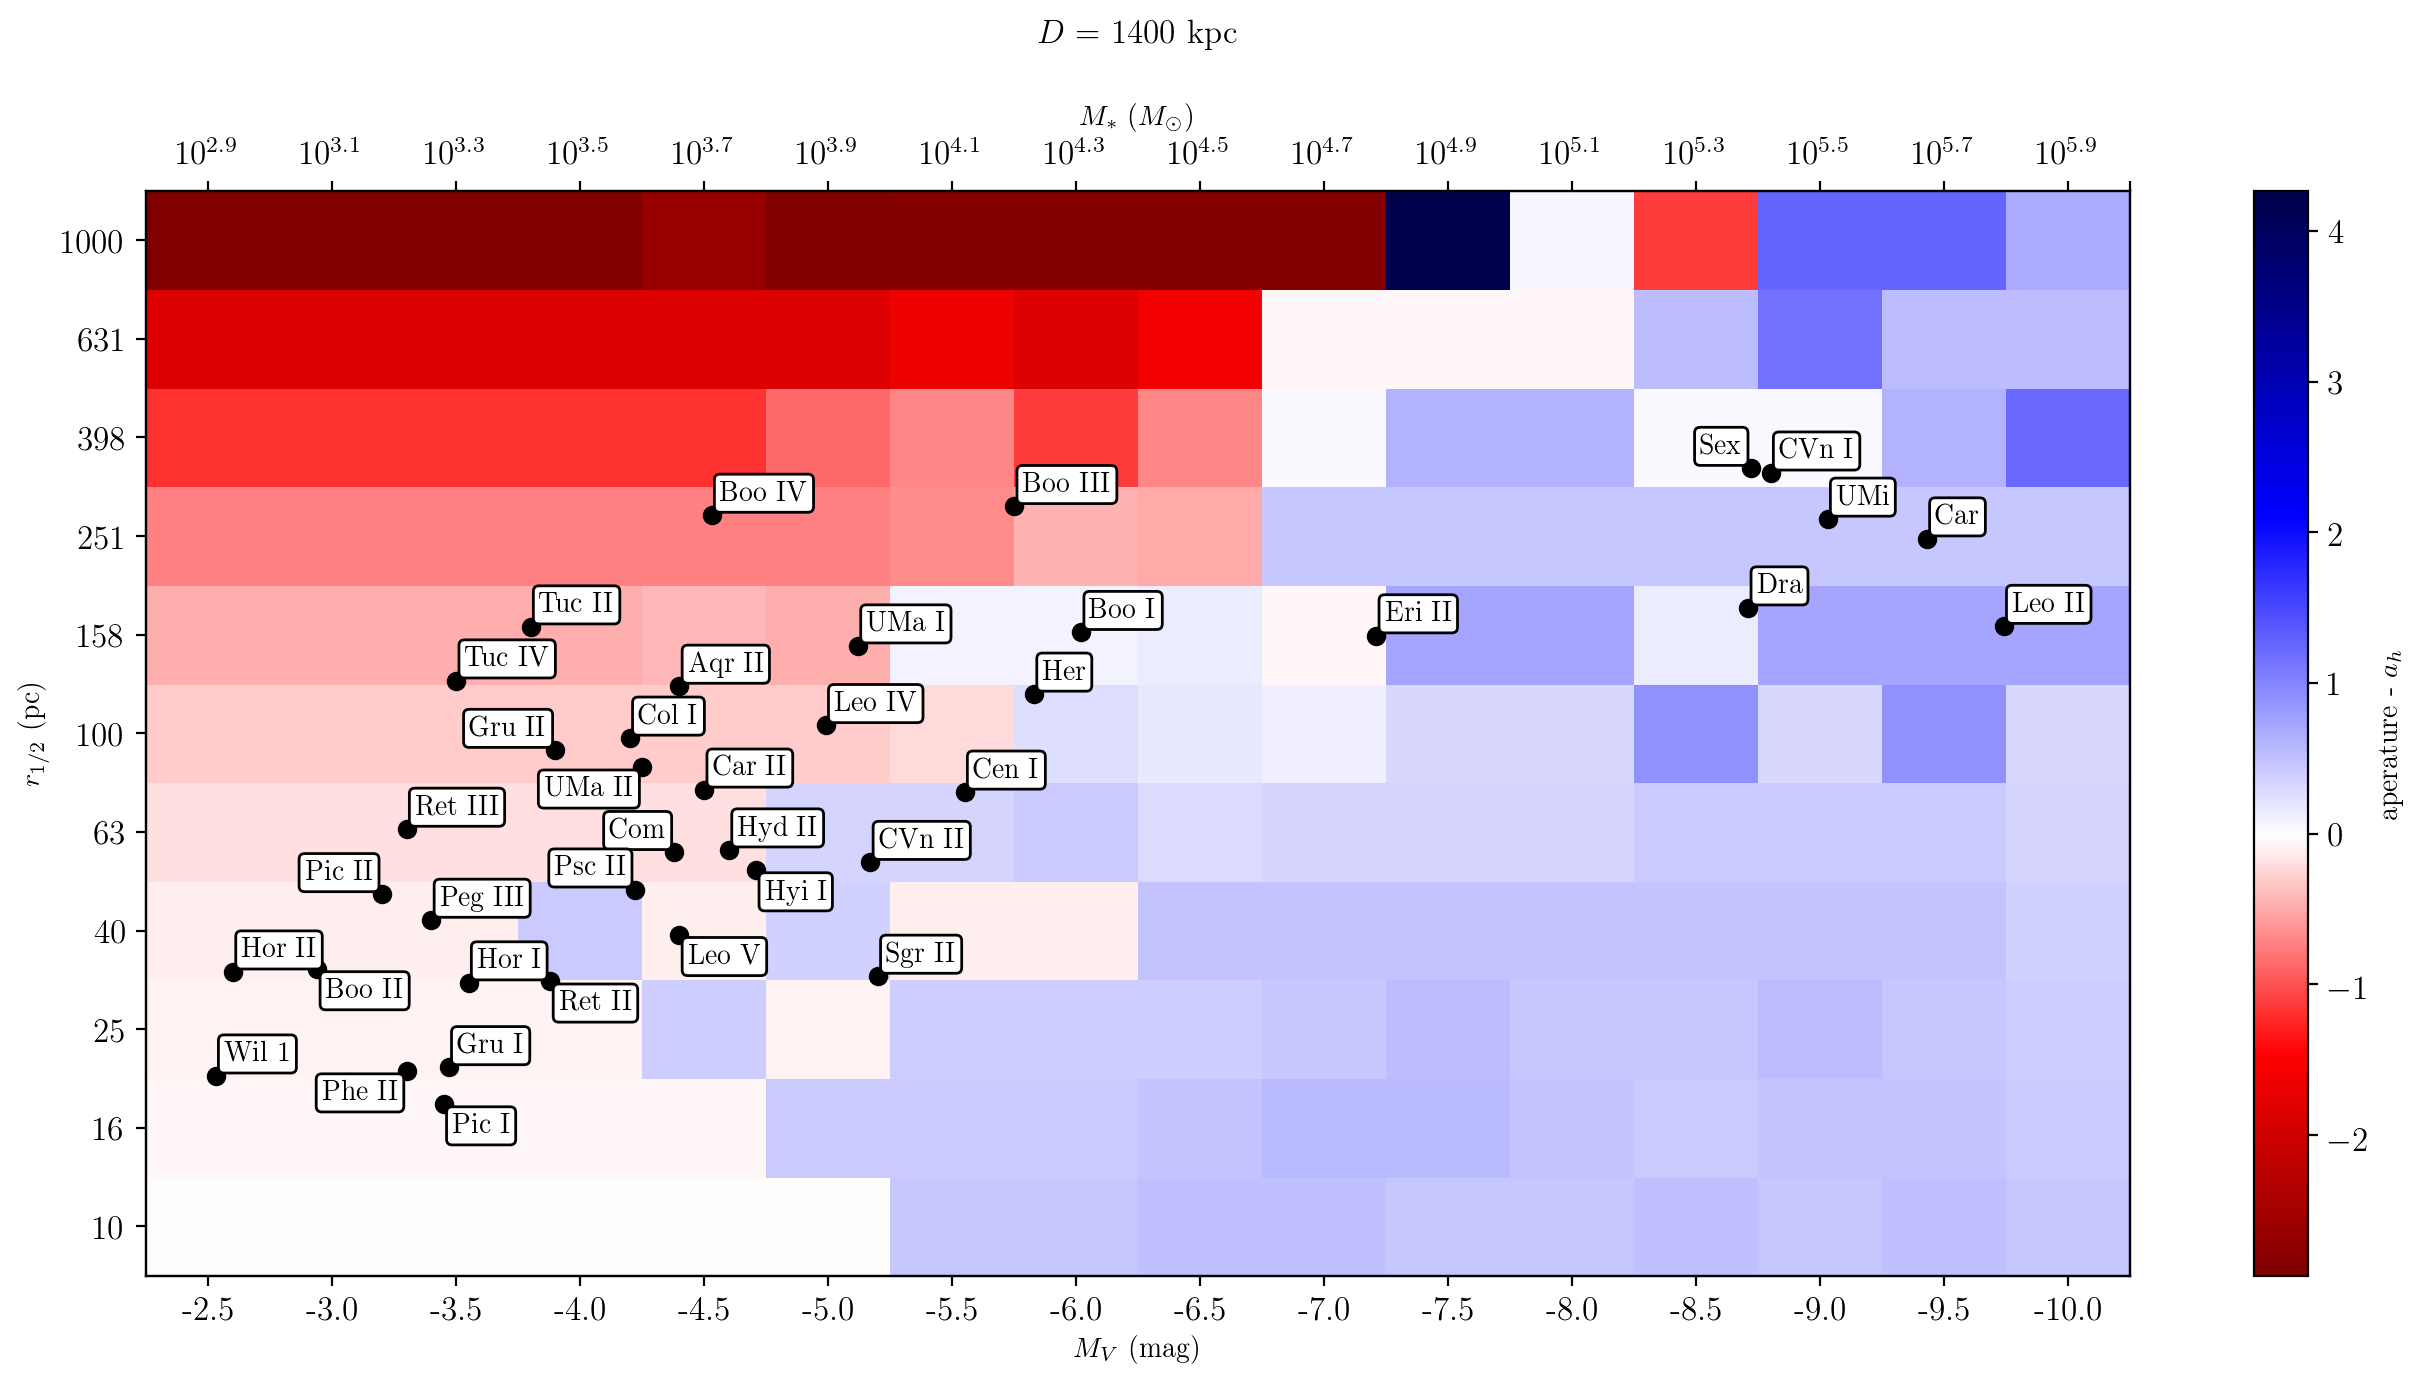 D = 1400 kpc
M* (M⊙)
10^2.9 10^3.1 10^3.3 10^3.5 10^3.7 10^3.9 10^4.1 10^4.3 10^4.5 10^4.7 10^4.9 10^5.1 10^5.3 10^5.5 10^5.7 10^5.9
1000
631
398
251
158
100
63
40
25
16
10
r1/2 (pc)
Sex
CVn I
Boo IV
Boo III
UMi
Car
Dra
Tuc II
UMa I
Boo I
Eri II
Leo II
Tuc IV
Aqr II
Her
Gru II
Col I
Leo IV
UMa II
Car II
Cen I
Ret III
Com
Hyd II
CVn II
Pic II
Psc II
Hyi I
Peg III
Hor II
Hor I
Leo V
Sgr II
Boo II
Ret II
Wil 1
Gru I
Phe II
Pic I
-2.5 -3.0 -3.5 -4.0 -4.5 -5.0 -5.5 -6.0 -6.5 -7.0 -7.5 -8.0 -8.5 -9.0 -9.5 -10.0
MV (mag)
4
3
2
1
0
−1
−2
aperature - ah